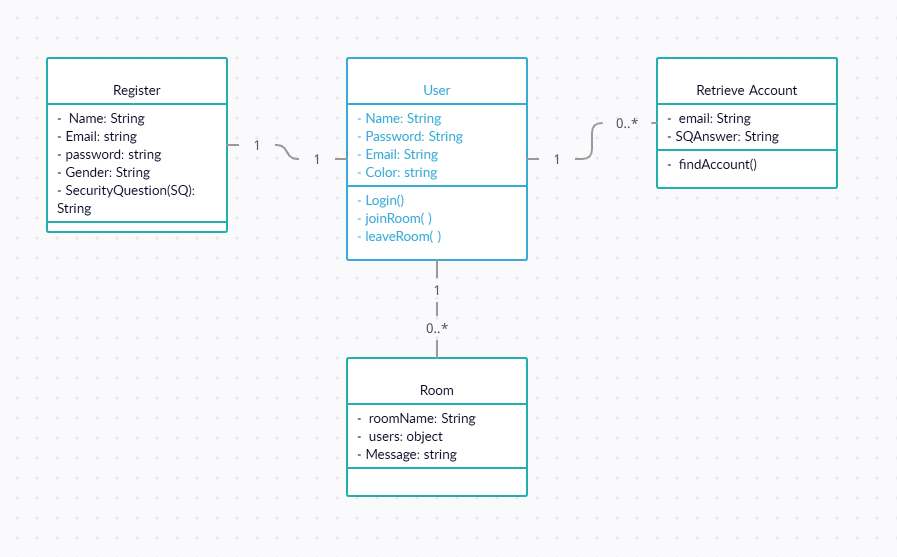 Register
- Name: String
- Email: string
- password: string
- Gender: String
- SecurityQuestion(SQ):
String
1
1
User
- Name: String
- Password: String
- Email: String
- Color: string
- Login()
- joinRoom( )
- leaveRoom( )
1
0..*
Retrieve Account
- email: String
- SQAnswer: String
- findAccount()
1
0..*
Room
- roomName: String
- users: object
- Message: string